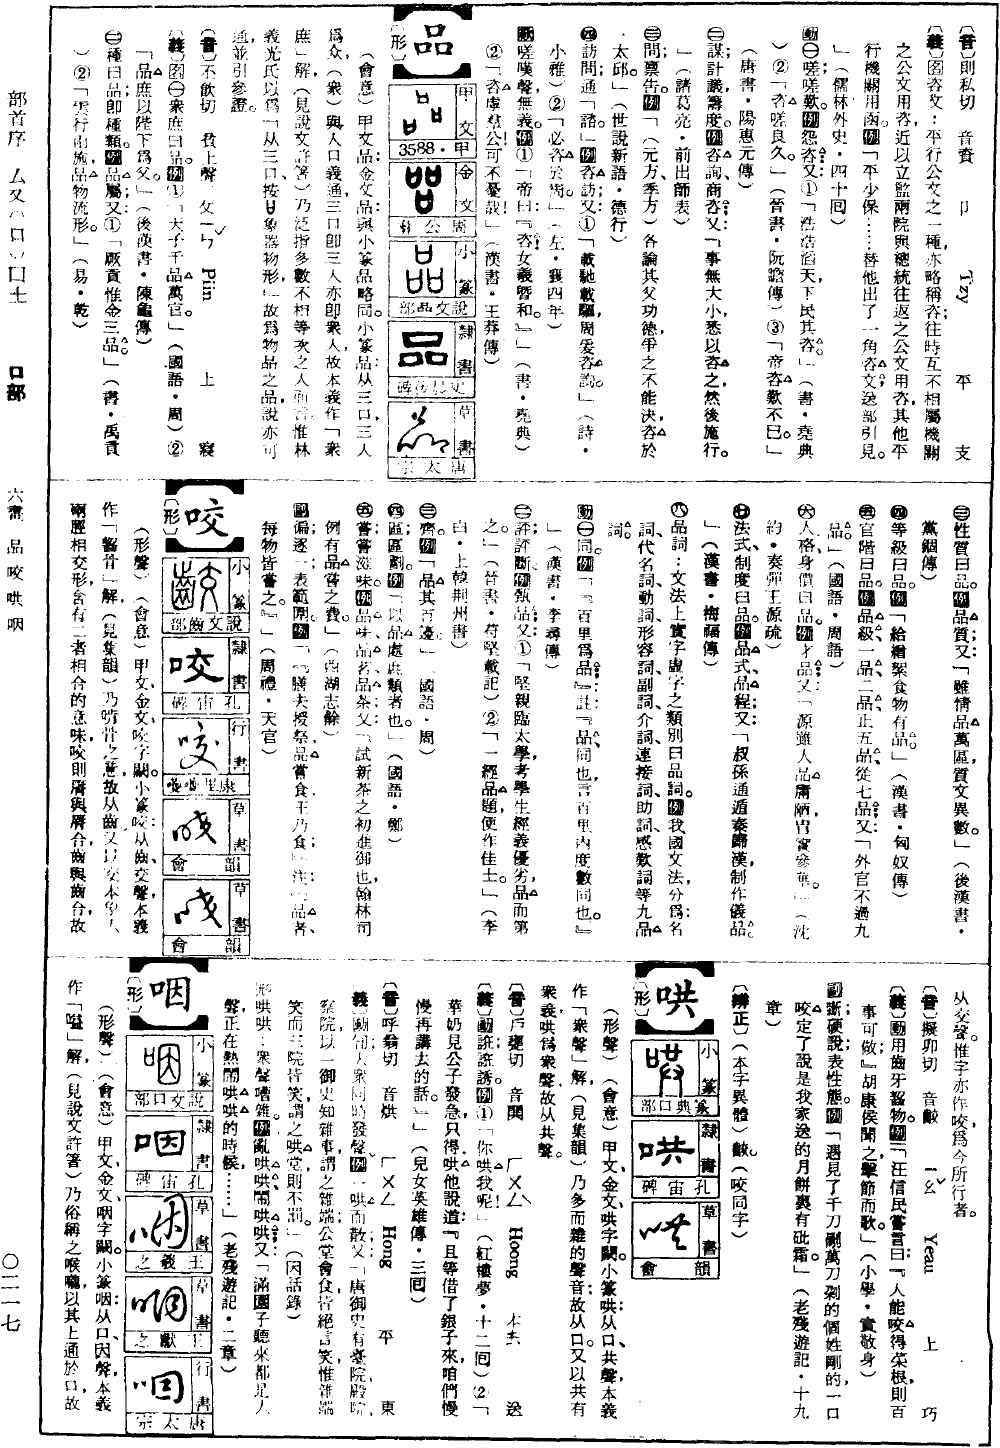 〔音〕則私切　音貲　ㄗ　Tzy　平　支
〔義〕名咨文：平行公文之一種，亦略稱咨，往時互不相屬機關
之公文用咨，近以立監兩院與總統往返之公文用咨，其他平
行機關用函。例「平少保……替他出了一角咨文送部引見。
」（儒林外史・四十回）
動㊀嗟嗟歎。例怨咨又①「浩浩滔天，下民其咨。」（書・堯典
）②「咨嗟良久。」（晉書・阮瞻傳）③「帝咨歎不已。」
（唐書・陽惠元傳）
㊁謀計議籌度。例咨詢商咨又「事無大小，悉以咨之，然後施行。
」（諸葛亮・前出師表）
㊂問稟告。例「（元方季方）各論其父功德，爭之不能決，咨於
太邱。」（世說新語・德行）
㊃訪問通「諮」。例咨訪又①「載馳載驅，周爰咨詢。」（詩・
小雅）②「必咨於周」（左・襄四年）
歎嗟嘆聲無義。例①「帝曰『咨！女羲暨和。』」（書・堯典）
②「咨虖！羣公可不憂哉！」（漢書・王莽傳）
品
〔形〕
甲文　3588・甲
金文　周公
小篆　說文品部
隸書　史晨後碑
草書　唐太宗
（會意）甲文品：金文品：與小篆品略同。小篆品从三口，三人
爲众（衆）與人口義通，三口卽三人亦卽衆人，故本義作「衆
庶」解，（見說文許箸）乃泛指多數不相等次之人而言。惟林
義光氏以爲「从三口，按口象器物形」故爲物品之品，說亦可
通，並引參證。
〔音〕不飲切　貧上聲　ㄆㄧㄣˇ　Piin　上　寢
〔義〕名㊀衆庶曰品。例①「天子千品萬官。」（國語・周）②
「品庶以陛下爲父。」（後漢書・陳龜傳）
㊁種曰品卽種類。例品屬又①「厥貢惟金三品。」（書・禹貢
）②「雲行雨施，品物流形。」（易・乾）
㊂性質曰品。例品質又「雖情品萬區，質文異數。」（後漢書・
黨錮傳）
㊃等級曰品。例「給繒絮食物有品。」（漢書・匈奴傳）
㊄官階曰品。例品級、一品、二品、正五品、從七品又「外官不過九
品。」（國語・周語）
㊅人格身價曰品。例人品、才品又「源雖人品庸陋，冑實參華。」（沈
約・奏彈王源疏）
㊆法式制度曰品。例品式、品程又「叔孫通遁秦歸漢，制作儀品。
」（漢書・梅福傳）
㊇品詞：文法上實字虛字之類別曰品詞。例我國文法分爲：名
詞、代名詞、動詞、形容詞、副詞、介詞、連接詞、助詞、感歎詞等九品
詞。
動㊀同。例「『百里爲品』註『品，同也，言百里內度數同也。』
」（漢書・李尋傳）
㊁評評斷。例甄品又①「堅親臨太學，考學生經義優劣，品而第
之。」（晉書・苻堅載記）②「一經品題，便作佳士。」（李
白・上韓荆州書）
㊂齊。例「品其百籩」（國語・周）
㊃區區劃。例「以品處庶類者也。」（國語・鄭）
㊄嘗嘗滋味。例品味、品名、品茶又「試新茶之初進御也，翰林司
例有品嘗之費。」（西湖志餘）
副偏逐一表範圍。例「『膳夫授祭，品嘗食，王乃食』注『品者，
每物皆嘗之。』」（周禮・天官）
咬
〔形〕
小篆　說文齒部
隸書　孔宙碑
行書　康里
草書　韻會
草書　韻會
（形聲）（會意）甲文、金文咬字闕。小篆咬从齒、交聲，本義
作「齧骨」解，（見集韻）乃啃骨之意，故从齒。又以交本象人
兩脛相交形，含有二者相合的意味，咬則脣與脣合，齒與齒合，故
从交聲。惟字亦作咬，爲今所行者。
〔音〕擬卯切　音齩　ㄧㄠˇ　Yeau　上　巧
〔義〕動用齒牙齧物。例「汪信民嘗言曰『人能咬得菜根，則百
事可做。』胡康侯聞之擊節而歎。」（小學・實敬身）
副斷硬說表性態。例「遇見了千刀剮萬刀剁的個姓剛的，一口
咬定了說是我家送的月餅裏有砒霜。」（老殘遊記・十九
章）
〔辨正〕（本字異體）齩。（咬同字）
哄
〔形〕
小篆　篆典口部
隸書　孔宙碑
草書　韻會
（形聲）（會意）甲文、金文哄字闕。小篆哄从口、共聲，本義
作「衆聲」解，（見集韻）乃多而雜的聲音，故从口。又以共有
衆義，哄爲衆聲，故从共聲。
〔音〕戶甕切　音鬨　ㄏㄨㄥˋ　Hong　去　送
〔義〕動誆誆誘。例①「你哄我呢！」（紅樓夢・十二回）②「
華奶見公子發急，只得哄他說道『且等借了銀子來，咱們慢
慢再講去的話。』」（兒女英雄傳・三回）
〔音〕呼翁切　音烘　ㄏㄨㄥ　Hong　平　東
〔義〕動衆同時發聲。例一哄而散又「唐御史有臺院、殿院、
察院，以一御史知雜事，謂之雜端，公堂會食，皆絕言笑，惟雜端
笑而三院皆笑，謂之哄堂，則不罰。」（因話錄）
形哄哄：衆聲嘈雜。例亂哄哄、鬧哄哄又「滿園子聽來都是人
聲，正在熱鬧哄哄的時候，……」（老殘遊記・二章）
咽
〔形〕
小篆　說文口部
隸書　孔宙碑
草書　王羲之
草書　王獻之
行書　唐太宗
（形聲）（會意）甲文、金文咽字闕。小篆咽从口、因聲，本義
作「嗌」解，（見說文許箸）乃俗稱之喉嚨，以其上通於口，故
部首序　ㄙ又（口）囗土　口部　六畫　品咬哄咽　〇二一七